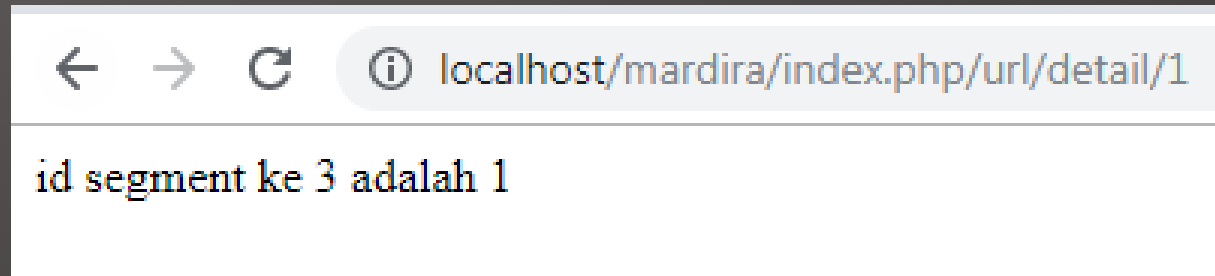 localhost/mardira/index.php/url/detail/1
id segment ke 3 adalah 1